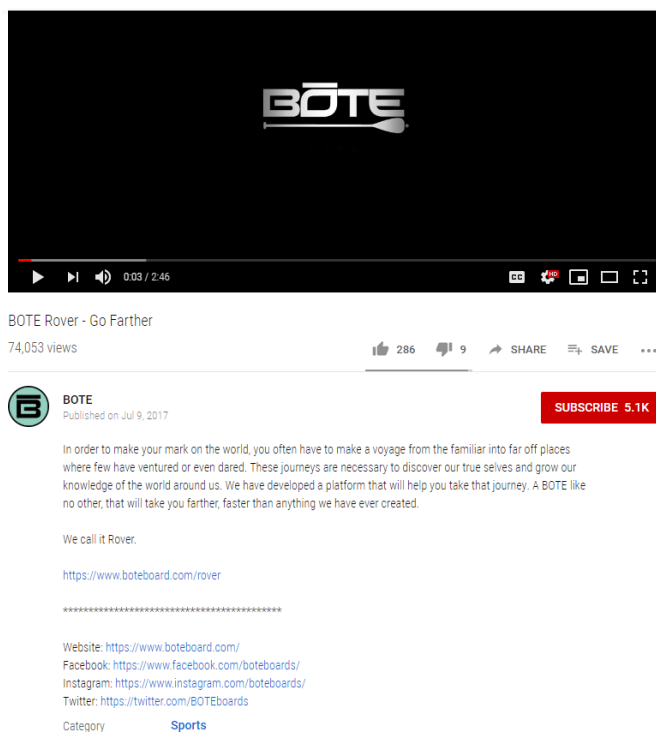 BŌTE
0:03 / 2:46
CC
HD
BOTE Rover - Go Farther
74,053 views
286
9
SHARE
SAVE
B
BOTE
Published on Jul 9, 2017
SUBSCRIBE 5.1K
In order to make your mark on the world, you often have to make a voyage from the familiar into far off places
where few have ventured or even dared. These journeys are necessary to discover our true selves and grow our
knowledge of the world around us. We have developed a platform that will help you take that journey. A BOTE like
no other, that will take you farther, faster than anything we have ever created.
We call it Rover.
https://www.boteboard.com/rover
*******************************************
Website: https://www.boteboard.com/
Facebook: https://www.facebook.com/boteboards/
Instagram: https://www.instagram.com/boteboards/
Twitter: https://twitter.com/BOTEboards
Category
Sports